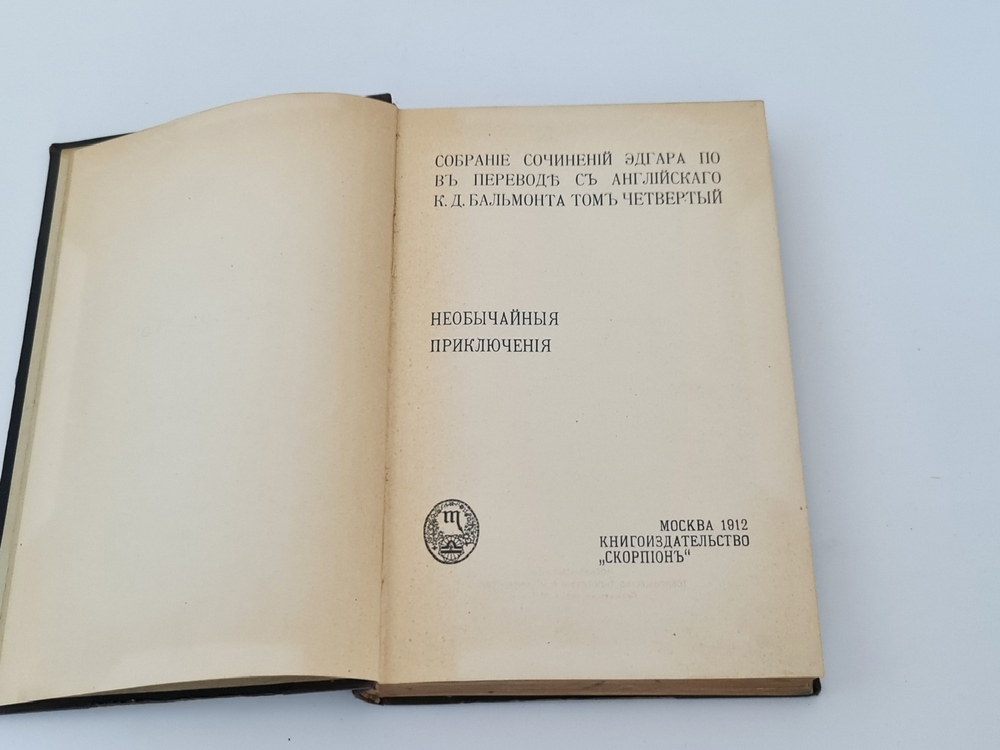 СОБРАНІЕ СОЧИНЕНІЙ ЭДГАРА ПО
ВЪ ПЕРЕВОДѢ СЪ АНГЛІЙСКАГО
К. Д. БАЛЬМОНТА ТОМЪ ЧЕТВЕРТЫЙ
НЕОБЫЧАЙНЫЯ
ПРИКЛЮЧЕНІЯ
МОСКВА 1912
КНИГОИЗДАТЕЛЬСТВО
„СКОРПІОНЪ“